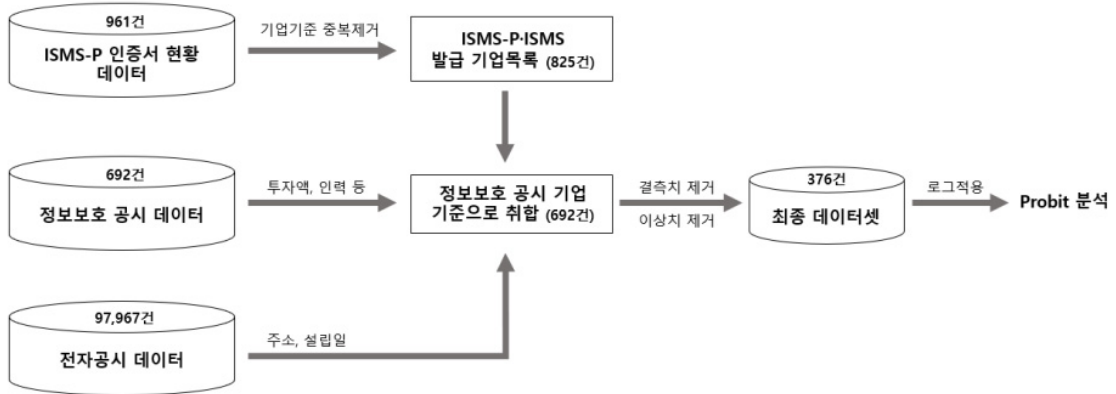 961건
ISMS-P 인증서 현황
데이터
기업기준 중복제거
ISMS-P·ISMS
발급 기업목록 (825건)
692건
정보보호 공시 데이터
투자액, 인력 등
정보보호 공시 기업
기준으로 취합 (692건)
결측치 제거
이상치 제거
376건
최종 데이터셋
로그적용
Probit 분석
97,967건
전자공시 데이터
주소, 설립일